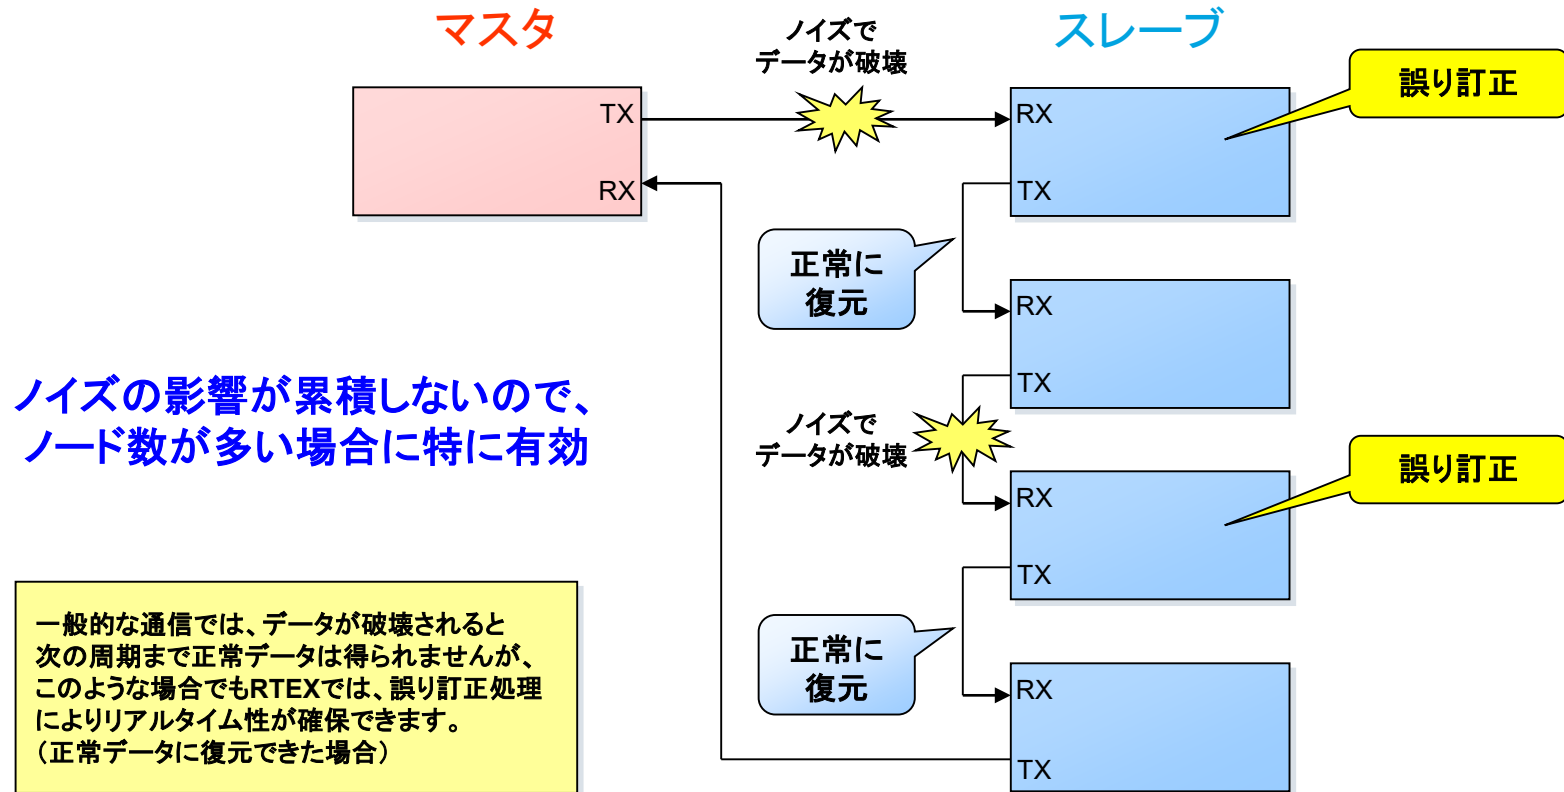 マスタ
ノイズで
データが破壊
スレーブ
誤り訂正
TX
RX
RX
TX
正常に
復元
RX
TX
ノイズの影響が累積しないので、
ノード数が多い場合に特に有効
ノイズで
データが破壊
誤り訂正
RX
TX
一般的な通信では、データが破壊されると
次の周期まで正常データは得られませんが、
このような場合でもRTEXでは、誤り訂正処理
によりリアルタイム性が確保できます。
（正常データに復元できた場合）
正常に
復元
RX
TX